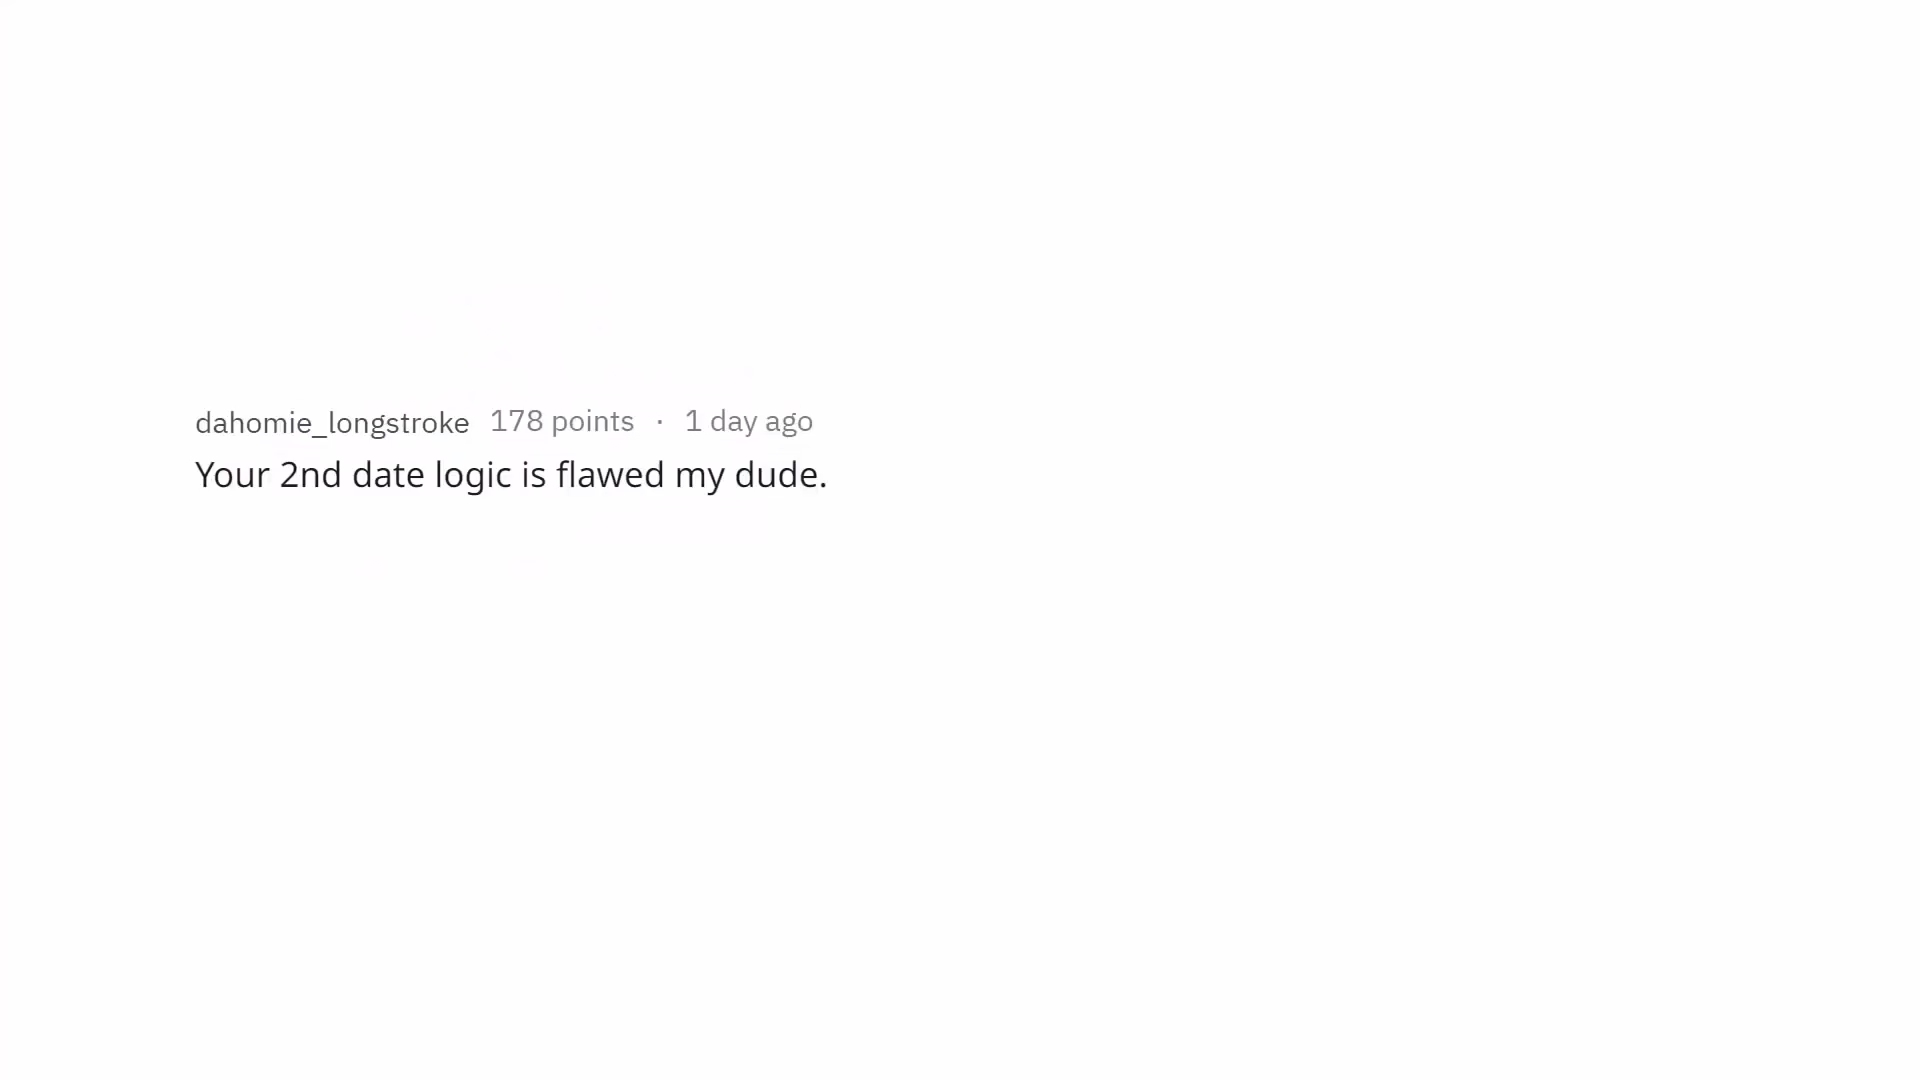 dahomie_longstroke 178 points · 1 day ago
Your 2nd date logic is flawed my dude.